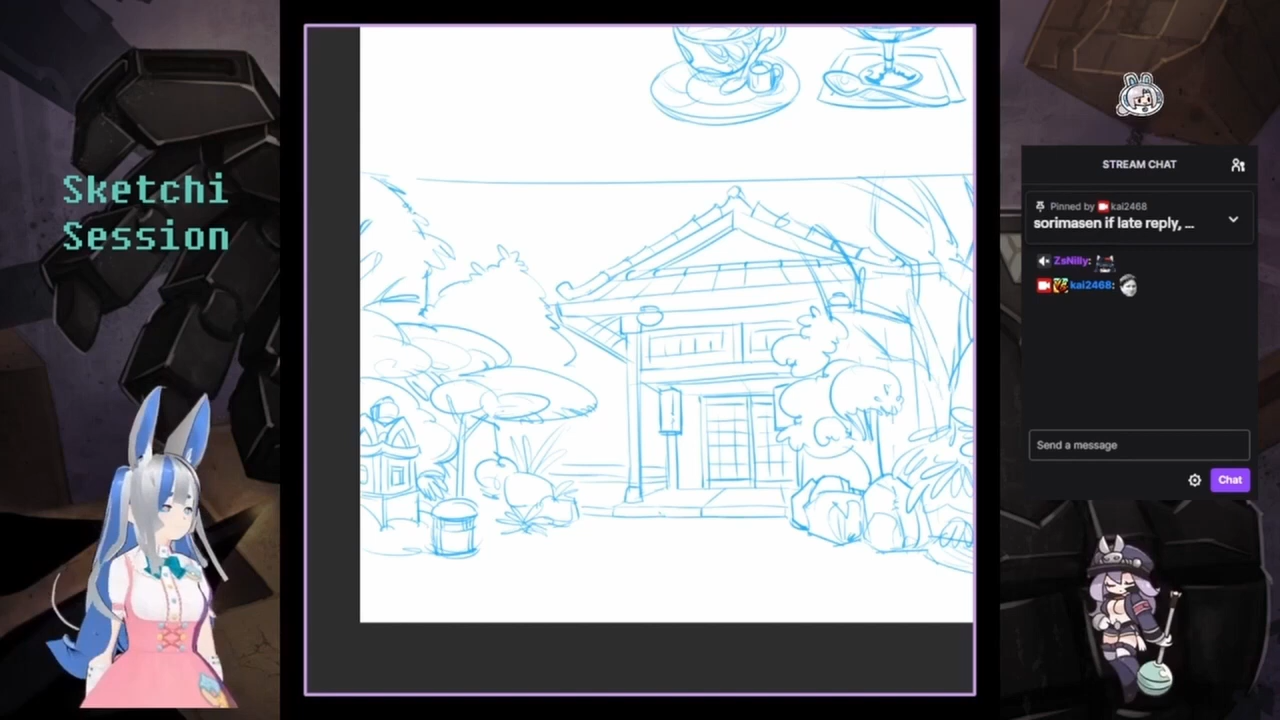 Sketchi
Session
STREAM CHAT
Pinned by kai2468
sorimasen if late reply, ...
ZsNilly:
kai2468:
Send a message
Chat